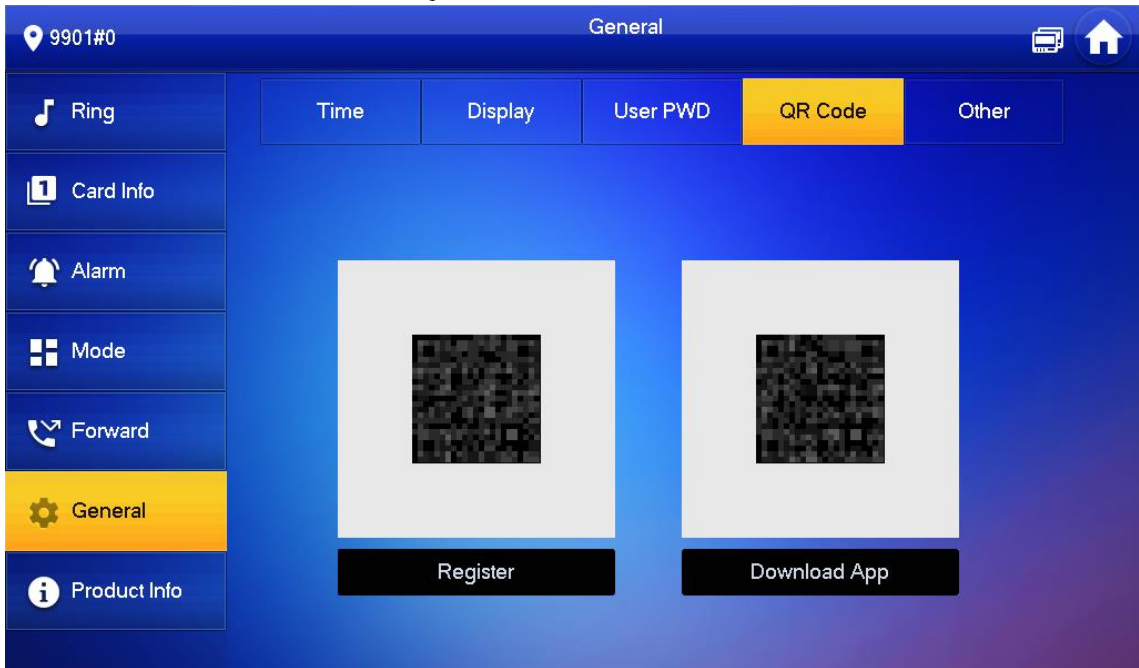 9901#0
General
Ring
Time
Display
User PWD
QR Code
Other
1
Card Info
Alarm
Mode
Forward
General
Product Info
Register
Download App